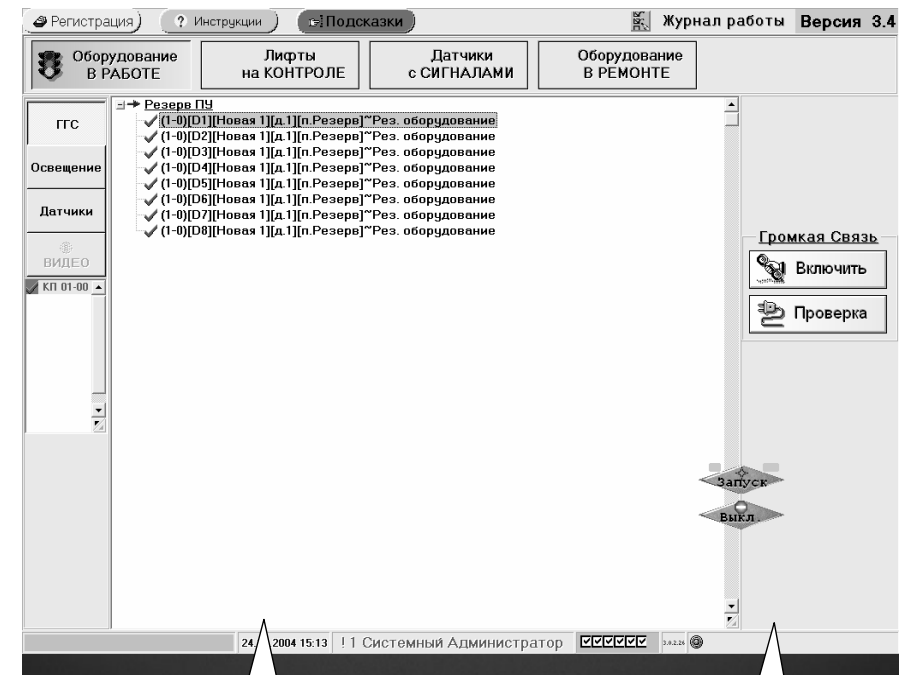 Регистрация
? Инструкции
Подсказки
Журнал работы
Версия 3.4
Оборудование
В РАБОТЕ
Лифты
на КОНТРОЛЕ
Датчики
с СИГНАЛАМИ
Оборудование
В РЕМОНТЕ
ГГС
Освещение
Датчики
ВИДЕО
КП 01-00
Резерв ПУ
(1-0)[D1][Новая 1][д.1][п.Резерв]~Рез. оборудование
(1-0)[D2][Новая 1][д.1][п.Резерв]~Рез. оборудование
(1-0)[D3][Новая 1][д.1][п.Резерв]~Рез. оборудование
(1-0)[D4][Новая 1][д.1][п.Резерв]~Рез. оборудование
(1-0)[D5][Новая 1][д.1][п.Резерв]~Рез. оборудование
(1-0)[D6][Новая 1][д.1][п.Резерв]~Рез. оборудование
(1-0)[D7][Новая 1][д.1][п.Резерв]~Рез. оборудование
(1-0)[D8][Новая 1][д.1][п.Резерв]~Рез. оборудование
Громкая Связь
Включить
Проверка
Запуск
Выкл.
24. 2004 15:13
! 1 Системный Администратор
3.0.2.26